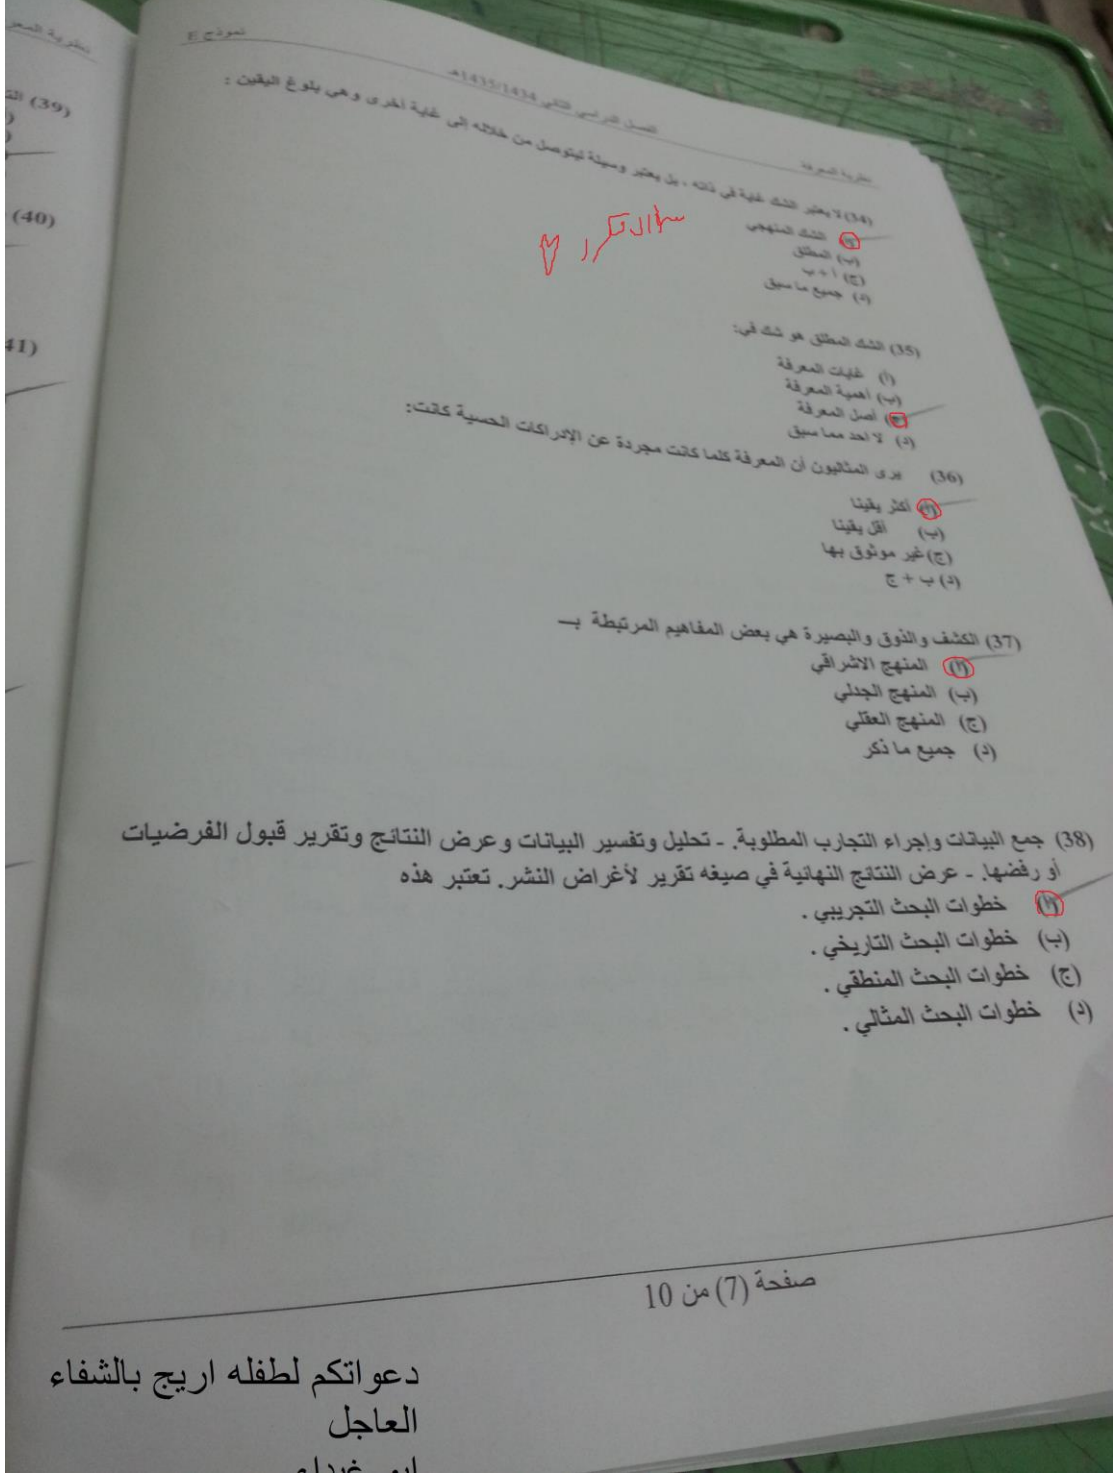 نموذج E
الفصل الدراسي الثاني 1435/1434هـ
نظرية المعرفة
(34) لا يعتبر الشك غاية في ذاته ، بل يعتبر وسيلة ليتوصل من خلاله إلى غاية أخرى وهي بلوغ اليقين :
(أ) الشك المنهجي
(ب) المطلق
(ج) أ + ب
(د) جميع ما سبق
سؤال تكرر ٢
(35) الشك المطلق هو شك في:
(أ) غايات المعرفة
(ب) أهمية المعرفة
(ج) أصل المعرفة
(د) لا احد مما سبق
(36) يرى المثاليون أن المعرفة كلما كانت مجردة عن الإدراكات الحسية كانت:
(أ) أكثر يقينا
(ب) أقل يقينا
(ج) غير موثوق بها
(د) ب + ج
(37) الكشف والذوق والبصيرة هي بعض المفاهيم المرتبطة بـــ
(أ) المنهج الاشراقي
(ب) المنهج الجدلي
(ج) المنهج العقلي
(د) جميع ما ذكر
(38) جمع البيانات وإجراء التجارب المطلوبة. - تحليل وتفسير البيانات وعرض النتائج وتقرير قبول الفرضيات
أو رفضها. - عرض النتائج النهائية في صيغه تقرير لأغراض النشر. تعتبر هذه
(أ) خطوات البحث التجريبي .
(ب) خطوات البحث التاريخي .
(ج) خطوات البحث المنطقي .
(د) خطوات البحث المثالي .
صفحة (7) من 10
نظرية
(39)
(40)
41)
دعواتكم لطفله اريج بالشفاء
العاجل